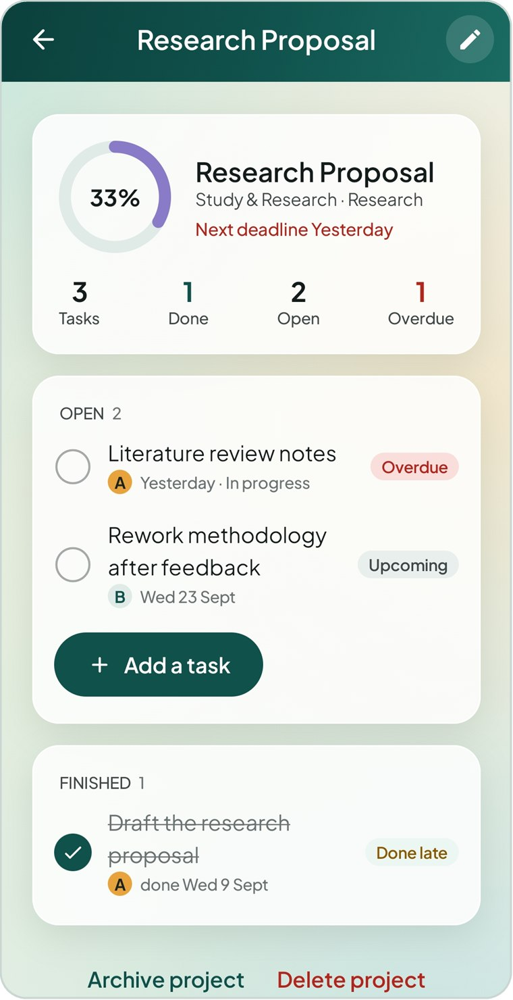 Research Proposal
33%
Research Proposal
Study & Research · Research
Next deadline Yesterday
3 1 2 1
Tasks Done Open Overdue
OPEN 2
Literature review notes
A Yesterday · In progress
Overdue
Rework methodology
after feedback
B Wed 23 Sept
Upcoming
+ Add a task
FINISHED 1
Draft the research
proposal
A done Wed 9 Sept
Done late
Archive project Delete project